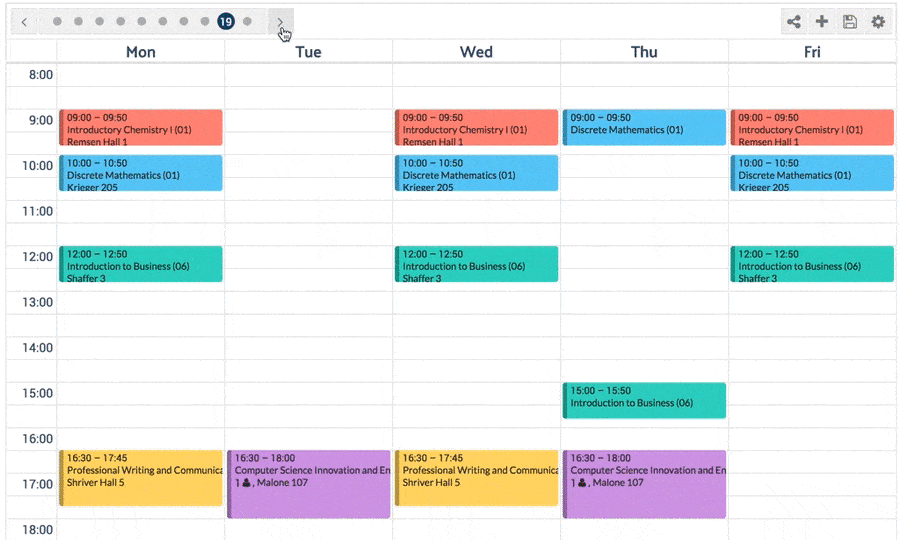 19
Mon Tue Wed Thu Fri
8:00
9:00
09:00 – 09:50
Introductory Chemistry I (01)
Remsen Hall 1
09:00 – 09:50
Introductory Chemistry I (01)
Remsen Hall 1
09:00 – 09:50
Discrete Mathematics (01)
09:00 – 09:50
Introductory Chemistry I (01)
Remsen Hall 1
10:00
10:00 – 10:50
Discrete Mathematics (01)
Krieger 205
10:00 – 10:50
Discrete Mathematics (01)
Krieger 205
10:00 – 10:50
Discrete Mathematics (01)
Krieger 205
11:00
12:00
12:00 – 12:50
Introduction to Business (06)
Shaffer 3
12:00 – 12:50
Introduction to Business (06)
Shaffer 3
12:00 – 12:50
Introduction to Business (06)
Shaffer 3
13:00
14:00
15:00
15:00 – 15:50
Introduction to Business (06)
16:00
16:30 – 17:45
Professional Writing and Communica
Shriver Hall 5
16:30 – 18:00
Computer Science Innovation and En
1 , Malone 107
16:30 – 17:45
Professional Writing and Communica
Shriver Hall 5
16:30 – 18:00
Computer Science Innovation and En
1 , Malone 107
17:00
18:00